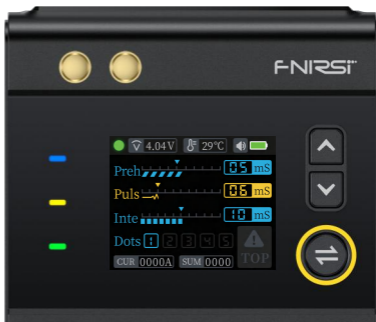 FNIRSI
4.04V 29°C
Preh 05 mS
Puls 06 mS
Inte 10 mS
Dots 1 2 3 4 5
TOP
CUR 0000A SUM 0000